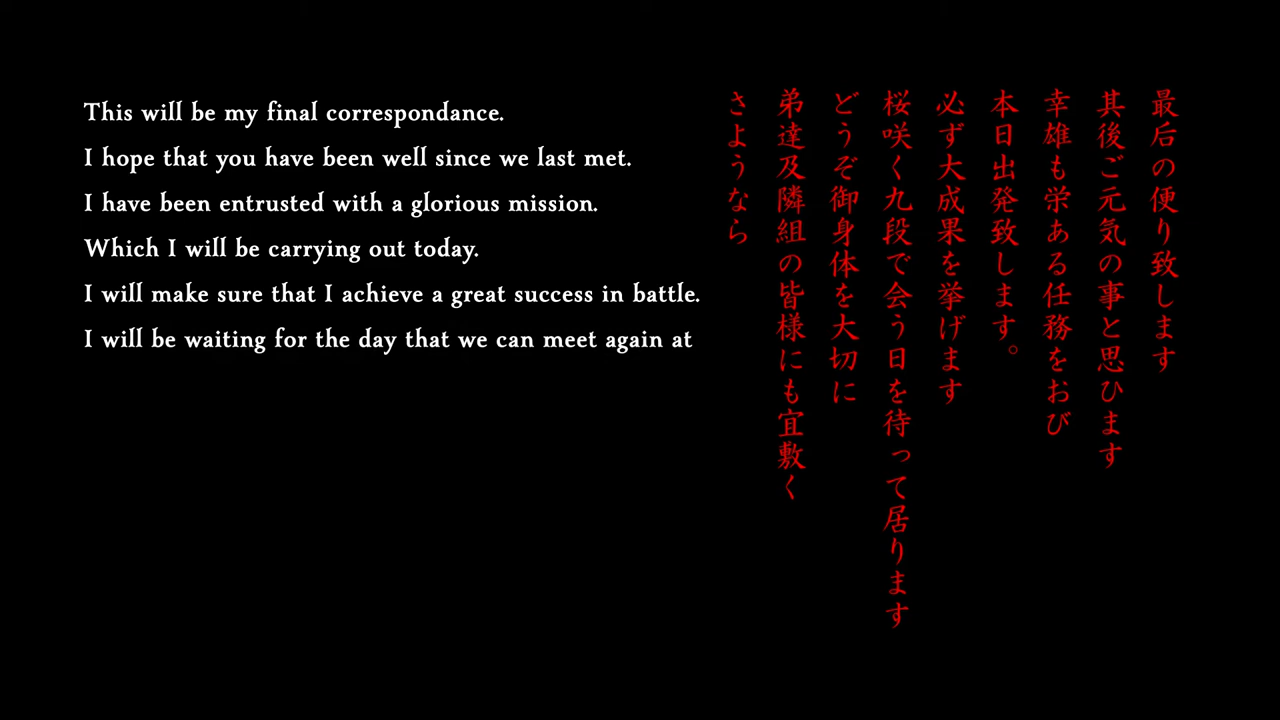 This will be my final correspondance.
I hope that you have been well since we last met.
I have been entrusted with a glorious mission.
Which I will be carrying out today.
I will make sure that I achieve a great success in battle.
I will be waiting for the day that we can meet again at
最后の便り致します
其後ご元気の事と思ひます
幸雄も栄ある任務をおび
本日出発致します。
必ず大成果を挙げます
桜咲く九段で会う日を待って居ります
どうぞ御身体を大切に
弟達及隣組の皆様にも宜敷く
さようなら